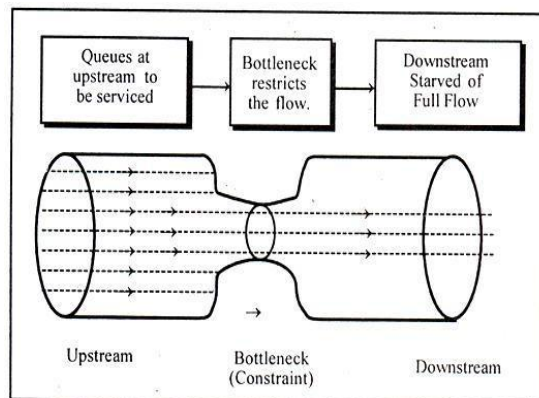 Queues at
upstream to
be serviced
Bottleneck
restricts
the flow.
Downstream
Starved of
Full Flow
Upstream
Bottleneck
(Constraint)
Downstream